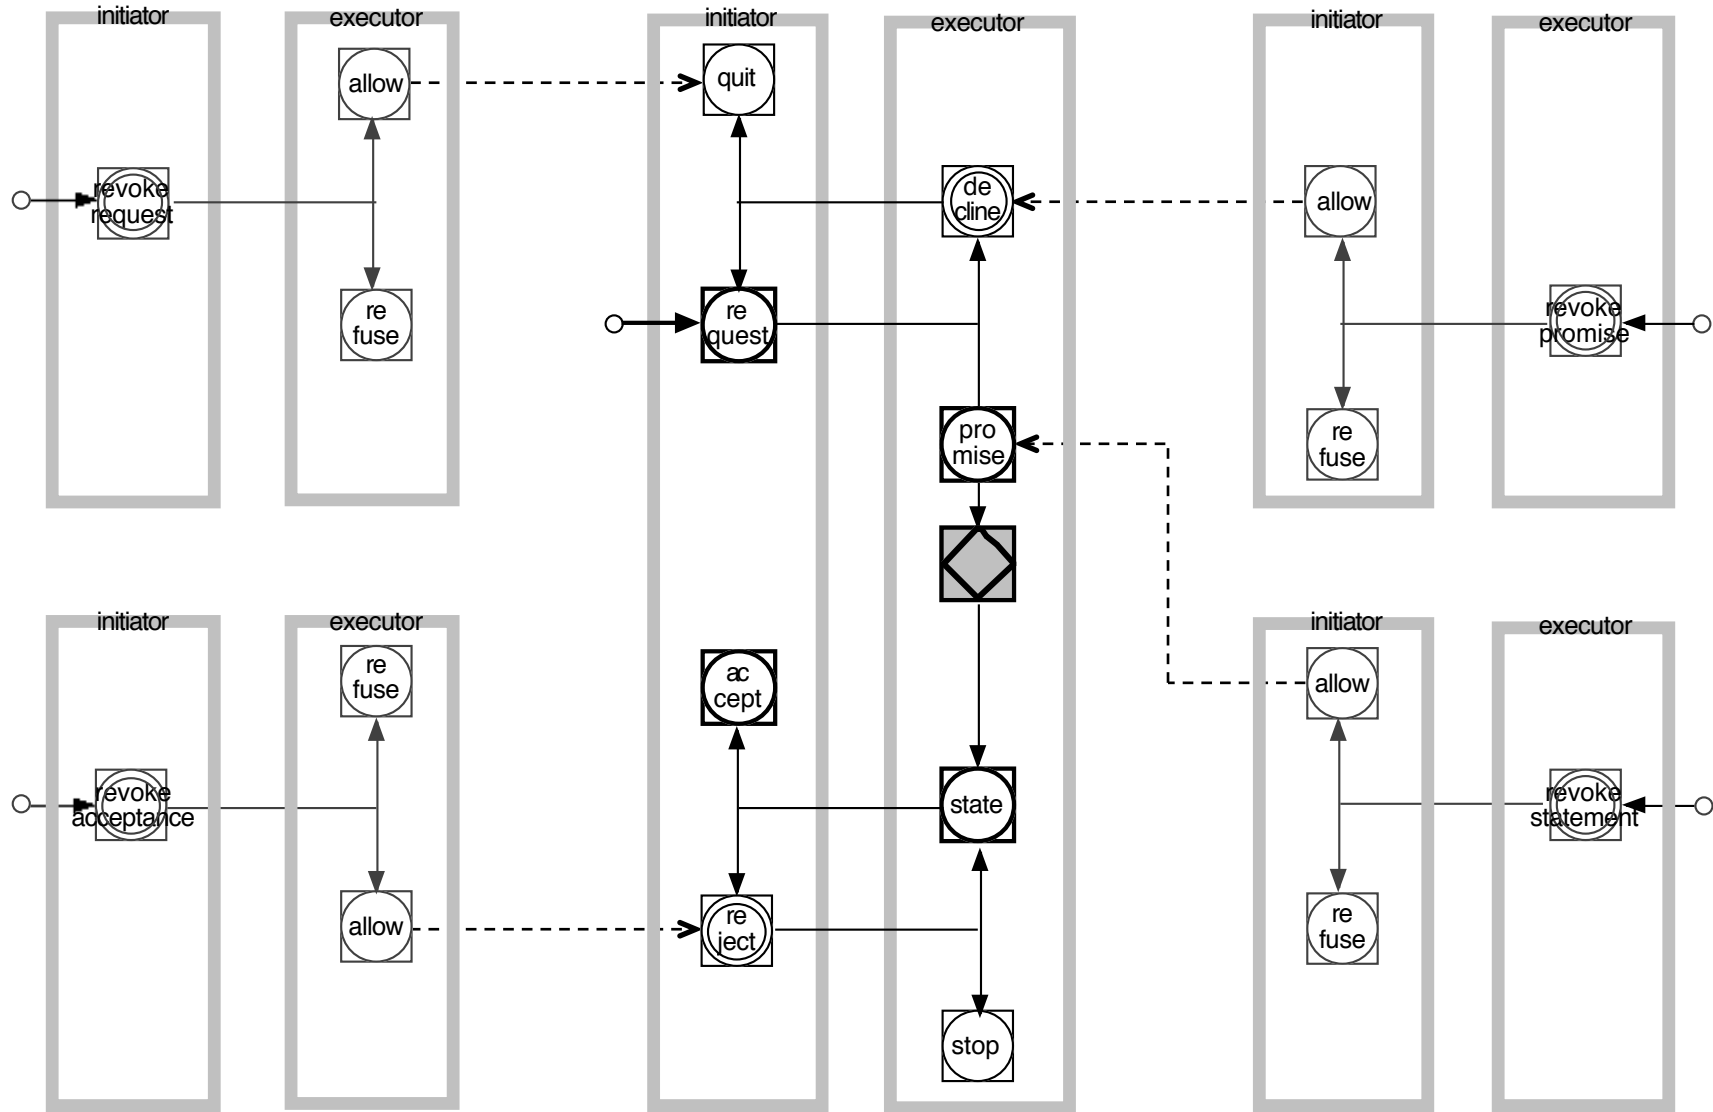 initiator
executor
allow
revoke
request
re
fuse
initiator
executor
quit
de
cline
re
quest
pro
mise
ac
cept
state
re
ject
stop
initiator
executor
allow
revoke
promise
re
fuse
initiator
executor
re
fuse
revoke
acceptance
allow
initiator
executor
allow
revoke
statement
re
fuse